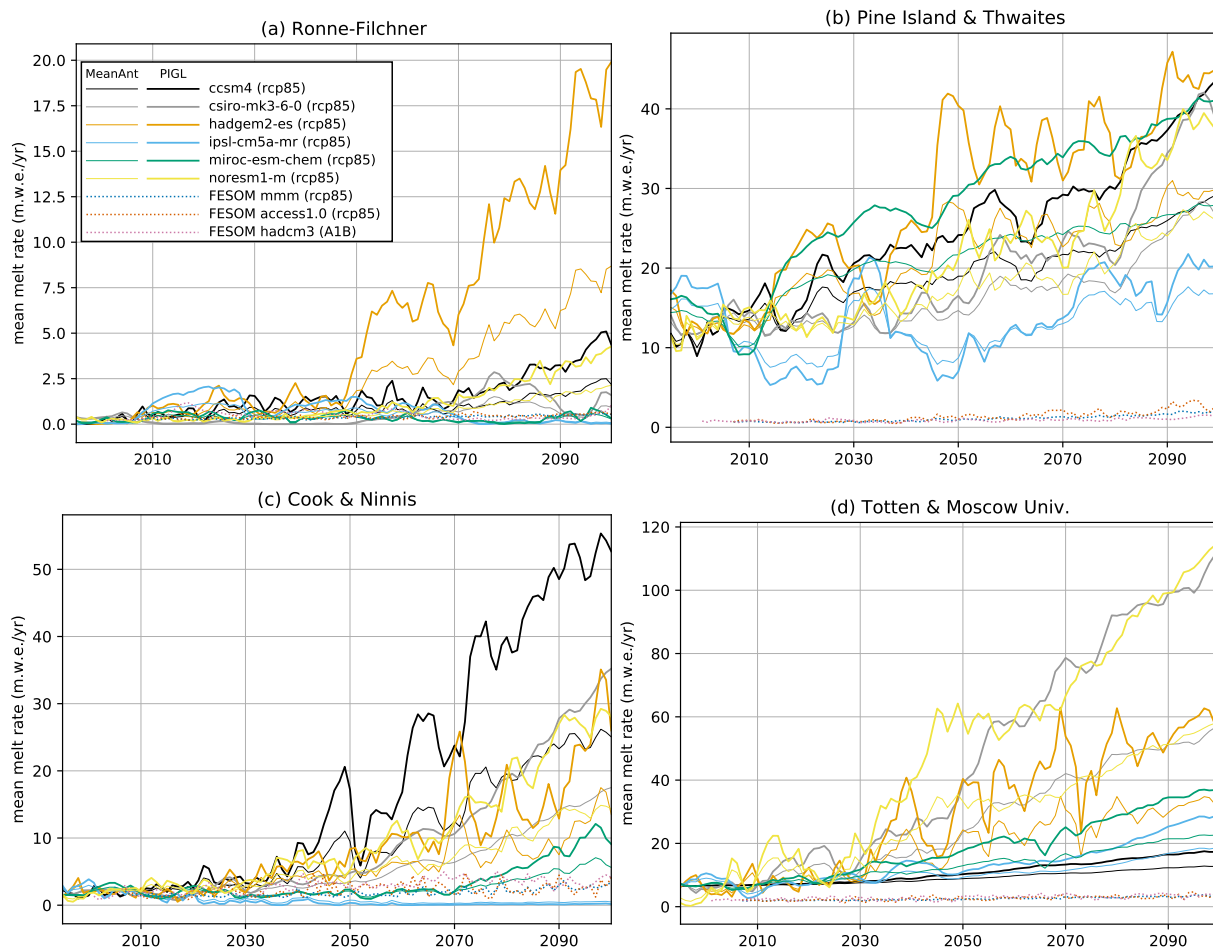 (a) Ronne-Filchner
mean melt rate (m.w.e./yr)
20.0
17.5
15.0
12.5
10.0
7.5
5.0
2.5
0.0
MeanAnt PIGL
ccsm4 (rcp85)
csiro-mk3-6-0 (rcp85)
hadgem2-es (rcp85)
ipsl-cm5a-mr (rcp85)
miroc-esm-chem (rcp85)
noresm1-m (rcp85)
FESOM mmm (rcp85)
FESOM access1.0 (rcp85)
FESOM hadcm3 (A1B)
2010 2030 2050 2070 2090
(b) Pine Island & Thwaites
mean melt rate (m.w.e./yr)
40
30
20
10
0
2010 2030 2050 2070 2090
(c) Cook & Ninnis
mean melt rate (m.w.e./yr)
50
40
30
20
10
0
2010 2030 2050 2070 2090
(d) Totten & Moscow Univ.
mean melt rate (m.w.e./yr)
120
100
80
60
40
20
0
2010 2030 2050 2070 2090